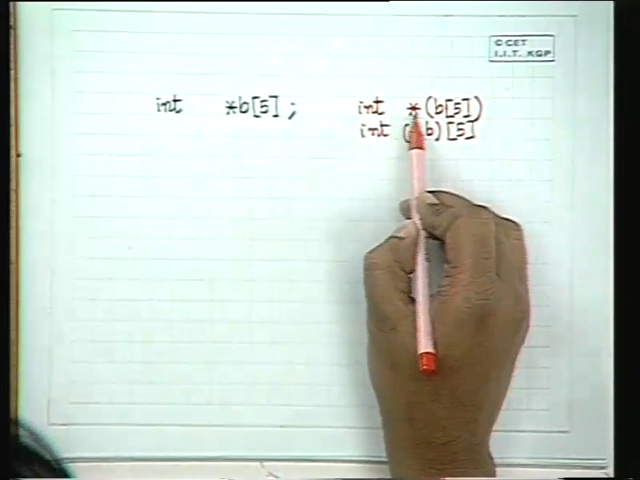 © CET
I.I.T. KGP
int *b[5] ; int *(b[5])
int ( b) [5]